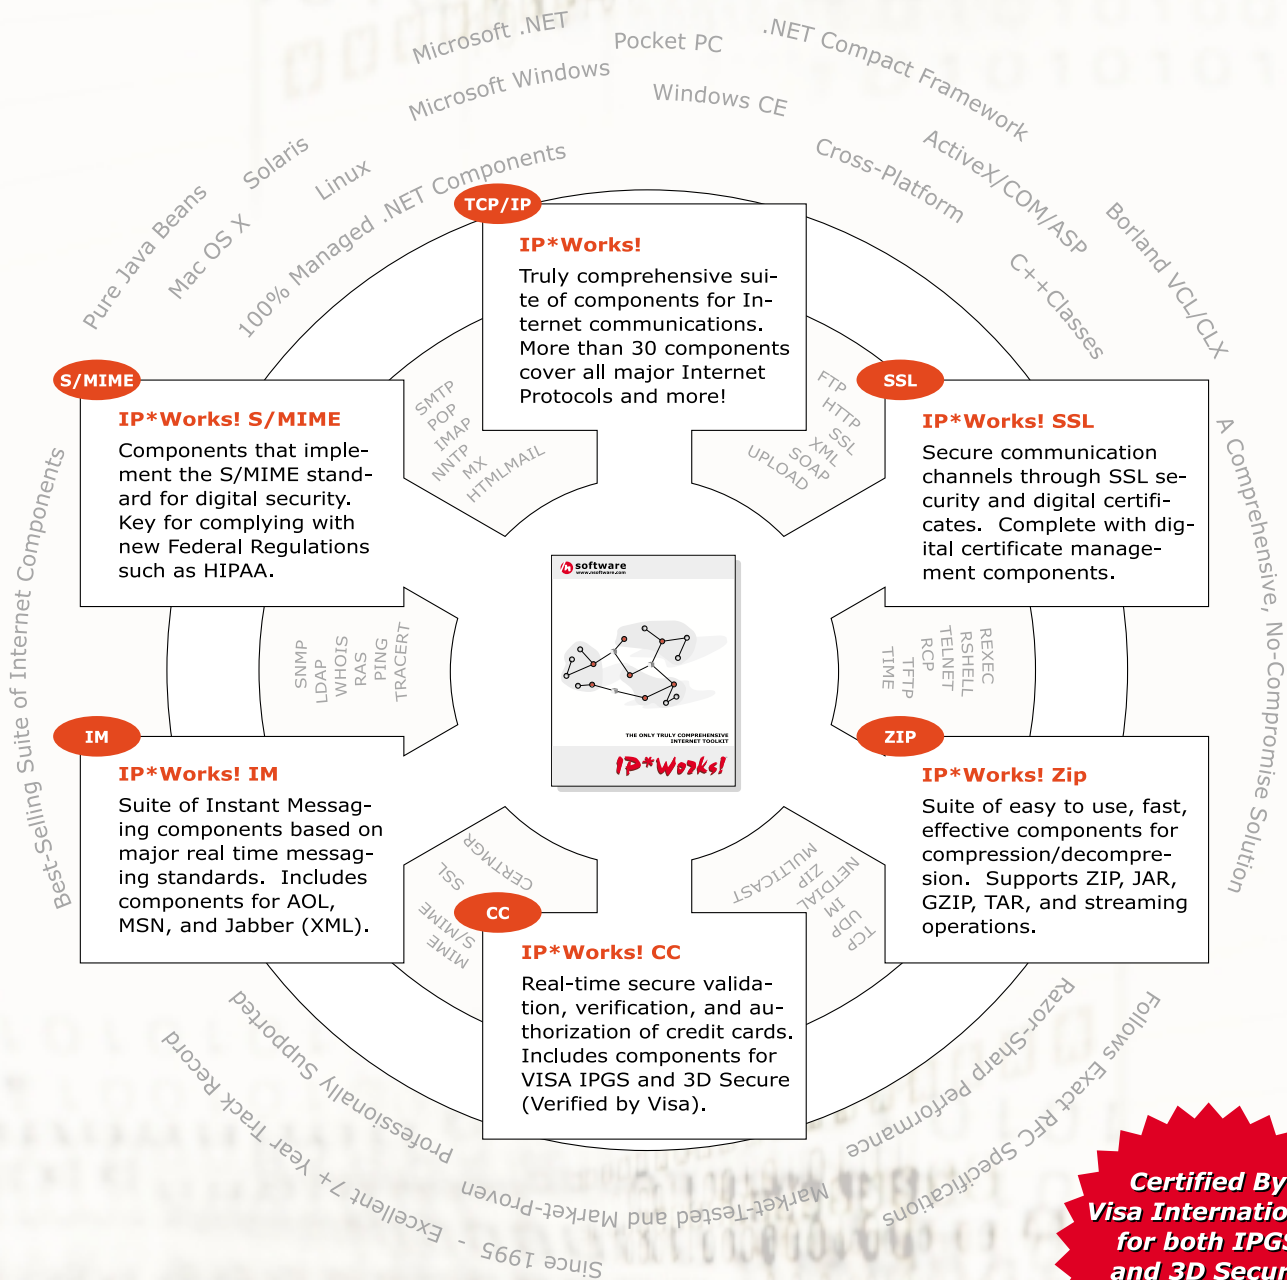 Microsoft .NET
Pocket PC
.NET Compact Framework
Microsoft Windows
Windows CE
Pure Java Beans
Solaris
Mac OS X
Linux
100% Managed .NET Components
Cross-Platform
ActiveX/COM/ASP
C++Classes
Borland VCL/CLX
TCP/IP
IP*Works!
Truly comprehensive sui-
te of components for In-
ternet communications.
More than 30 components
cover all major Internet
Protocols and more!
S/MIME
IP*Works! S/MIME
Components that imple-
ment the S/MIME stand-
ard for digital security.
Key for complying with
new Federal Regulations
such as HIPAA.
SMTP
POP
IMAP
NNTP
MX
HTMLMAIL
FTP
HTTP
SSL
XML
SOAP
UPLOAD
SSL
IP*Works! SSL
Secure communication
channels through SSL se-
curity and digital certifi-
cates. Complete with dig-
ital certificate manage-
ment components.
Best-Selling Suite of Internet Components
A Comprehensive, No-Compromise Solution
SNMP
LDAP
WHOIS
RAS
PING
TRACERT
/n software
www.nsoftware.com
THE ONLY TRULY COMPREHENSIVE
INTERNET TOOLKIT
IP*Works!
REXEC
RSHELL
TELNET
RCP
TFTP
TIME
IM
IP*Works! IM
Suite of Instant Messag-
ing components based on
major real time messag-
ing standards. Includes
components for AOL,
MSN, and Jabber (XML).
CERTMGR
SSL
S/MIME
MIME
CC
IP*Works! CC
Real-time secure valida-
tion, verification, and au-
thorization of credit cards.
Includes components for
VISA IPGS and 3D Secure
(Verified by Visa).
MULTICAST
ZIP
NETDIAL
IM
UDP
TCP
ZIP
IP*Works! Zip
Suite of easy to use, fast,
effective components for
compression/decompre-
sion. Supports ZIP, JAR,
GZIP, TAR, and streaming
operations.
Professionally Supported
Market-Tested and Market-Proven
Razor-Sharp Performance
Follows Exact RFC Specifications
Since 1995 - Excellent 7+ Year Track Record
Certified By
Visa Internatio
for both IPGS
and 3D Secur